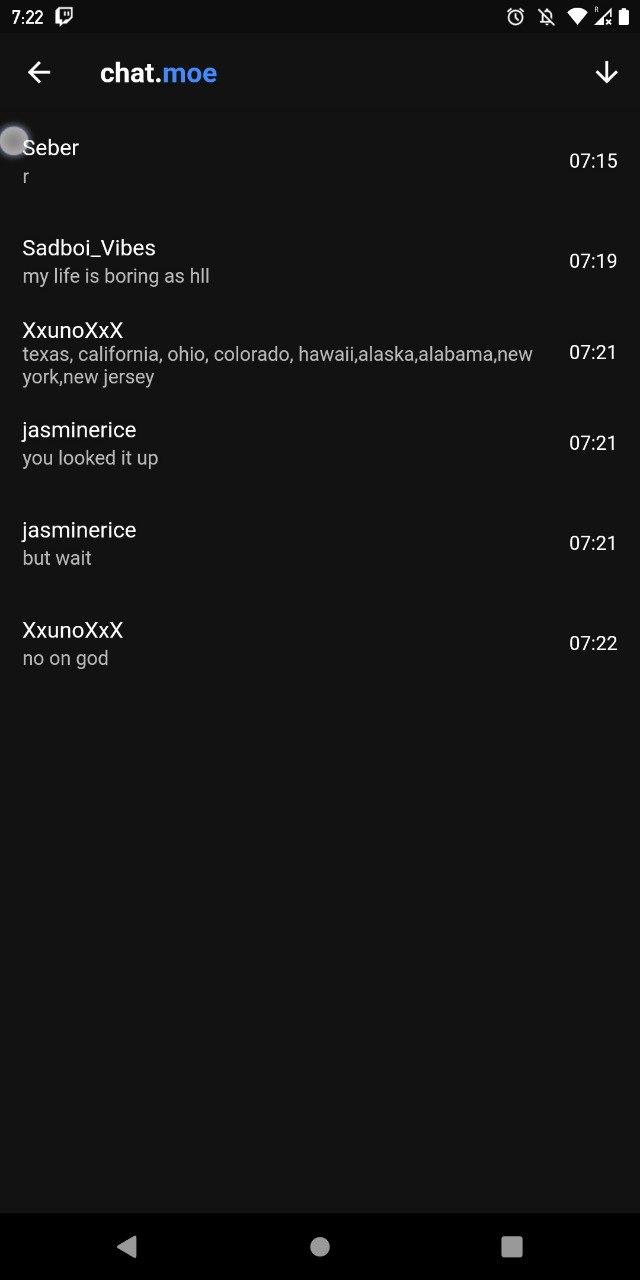 7:22
R
chat.moe
Seber
r
07:15
Sadboi_Vibes
my life is boring as hll
07:19
XxunoXxX
texas, california, ohio, colorado, hawaii,alaska,alabama,new
york,new jersey
07:21
jasminerice
you looked it up
07:21
jasminerice
but wait
07:21
XxunoXxX
no on god
07:22